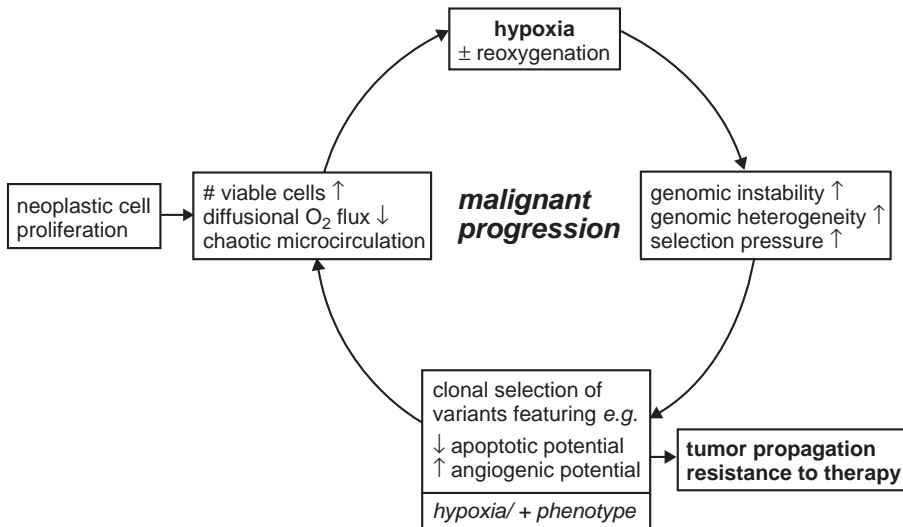 hypoxia
± reoxygenation
neoplastic cell
proliferation
# viable cells ↑
diffusional O₂ flux ↓
chaotic microcirculation
malignant
progression
genomic instability ↑
genomic heterogeneity ↑
selection pressure ↑
clonal selection of
variants featuring e.g.
↓ apoptotic potential
↑ angiogenic potential
hypoxia/ + phenotype
tumor propagation
resistance to therapy